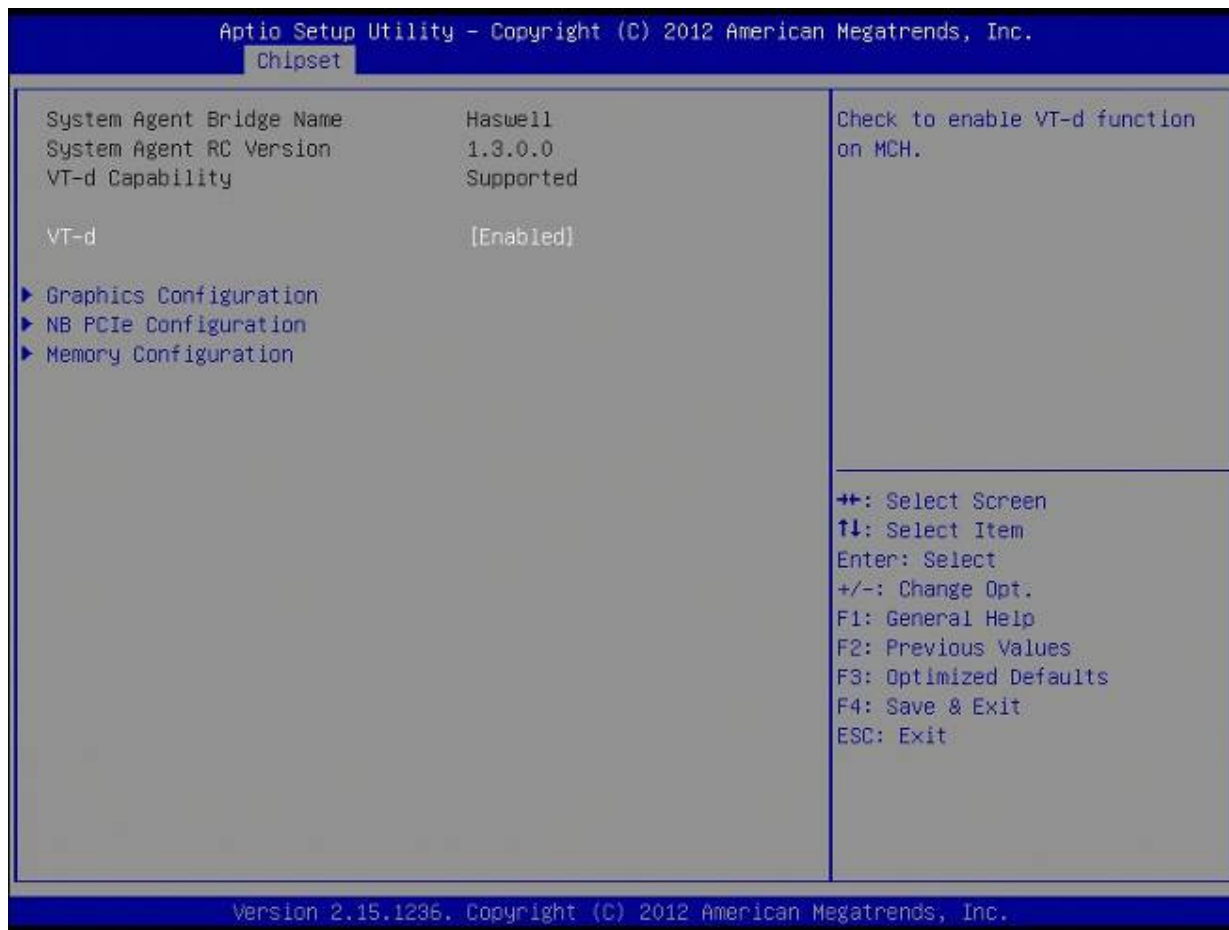 Aptio Setup Utility – Copyright (C) 2012 American Megatrends, Inc.
Chipset
System Agent Bridge Name Haswell
System Agent RC Version 1.3.0.0
VT-d Capability Supported
VT-d [Enabled]
▶ Graphics Configuration
▶ NB PCIe Configuration
▶ Memory Configuration
Check to enable VT-d function
on MCH.
→←: Select Screen
↑↓: Select Item
Enter: Select
+/-: Change Opt.
F1: General Help
F2: Previous Values
F3: Optimized Defaults
F4: Save & Exit
ESC: Exit
Version 2.15.1236. Copyright (C) 2012 American Megatrends, Inc.